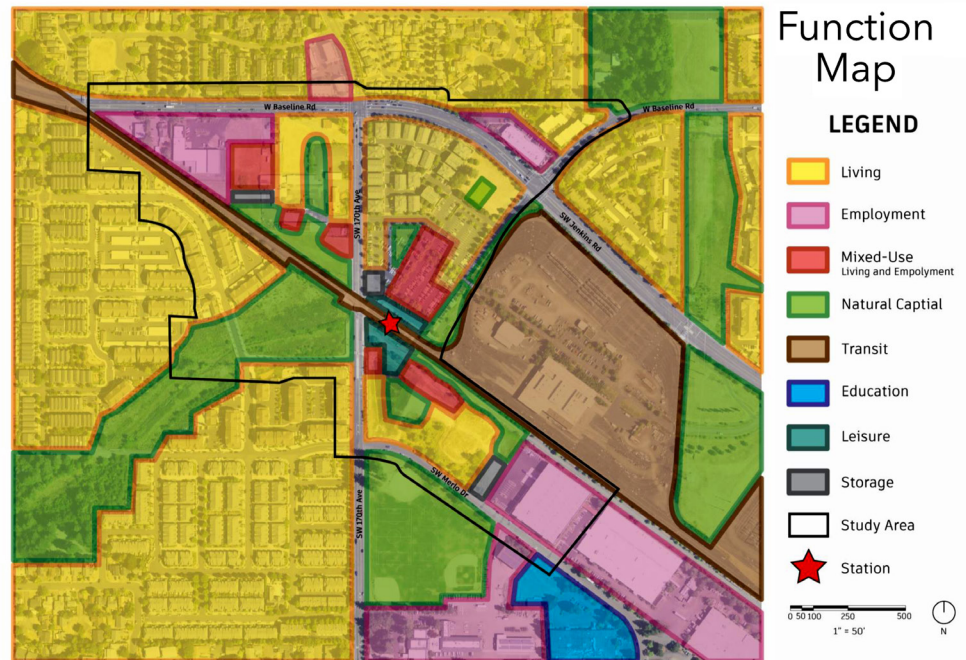 Function
Map
LEGEND
Living
Employment
Mixed-Use
Living and Empolyment
Natural Captial
Transit
Education
Leisure
Storage
Study Area
Station
0 50 100 250 500
1" = 50'
N
W Baseline Rd
W Baseline Rd
SW 170th Ave
SW Jenkins Rd
SW Merlo Dr
SW 170th Ave